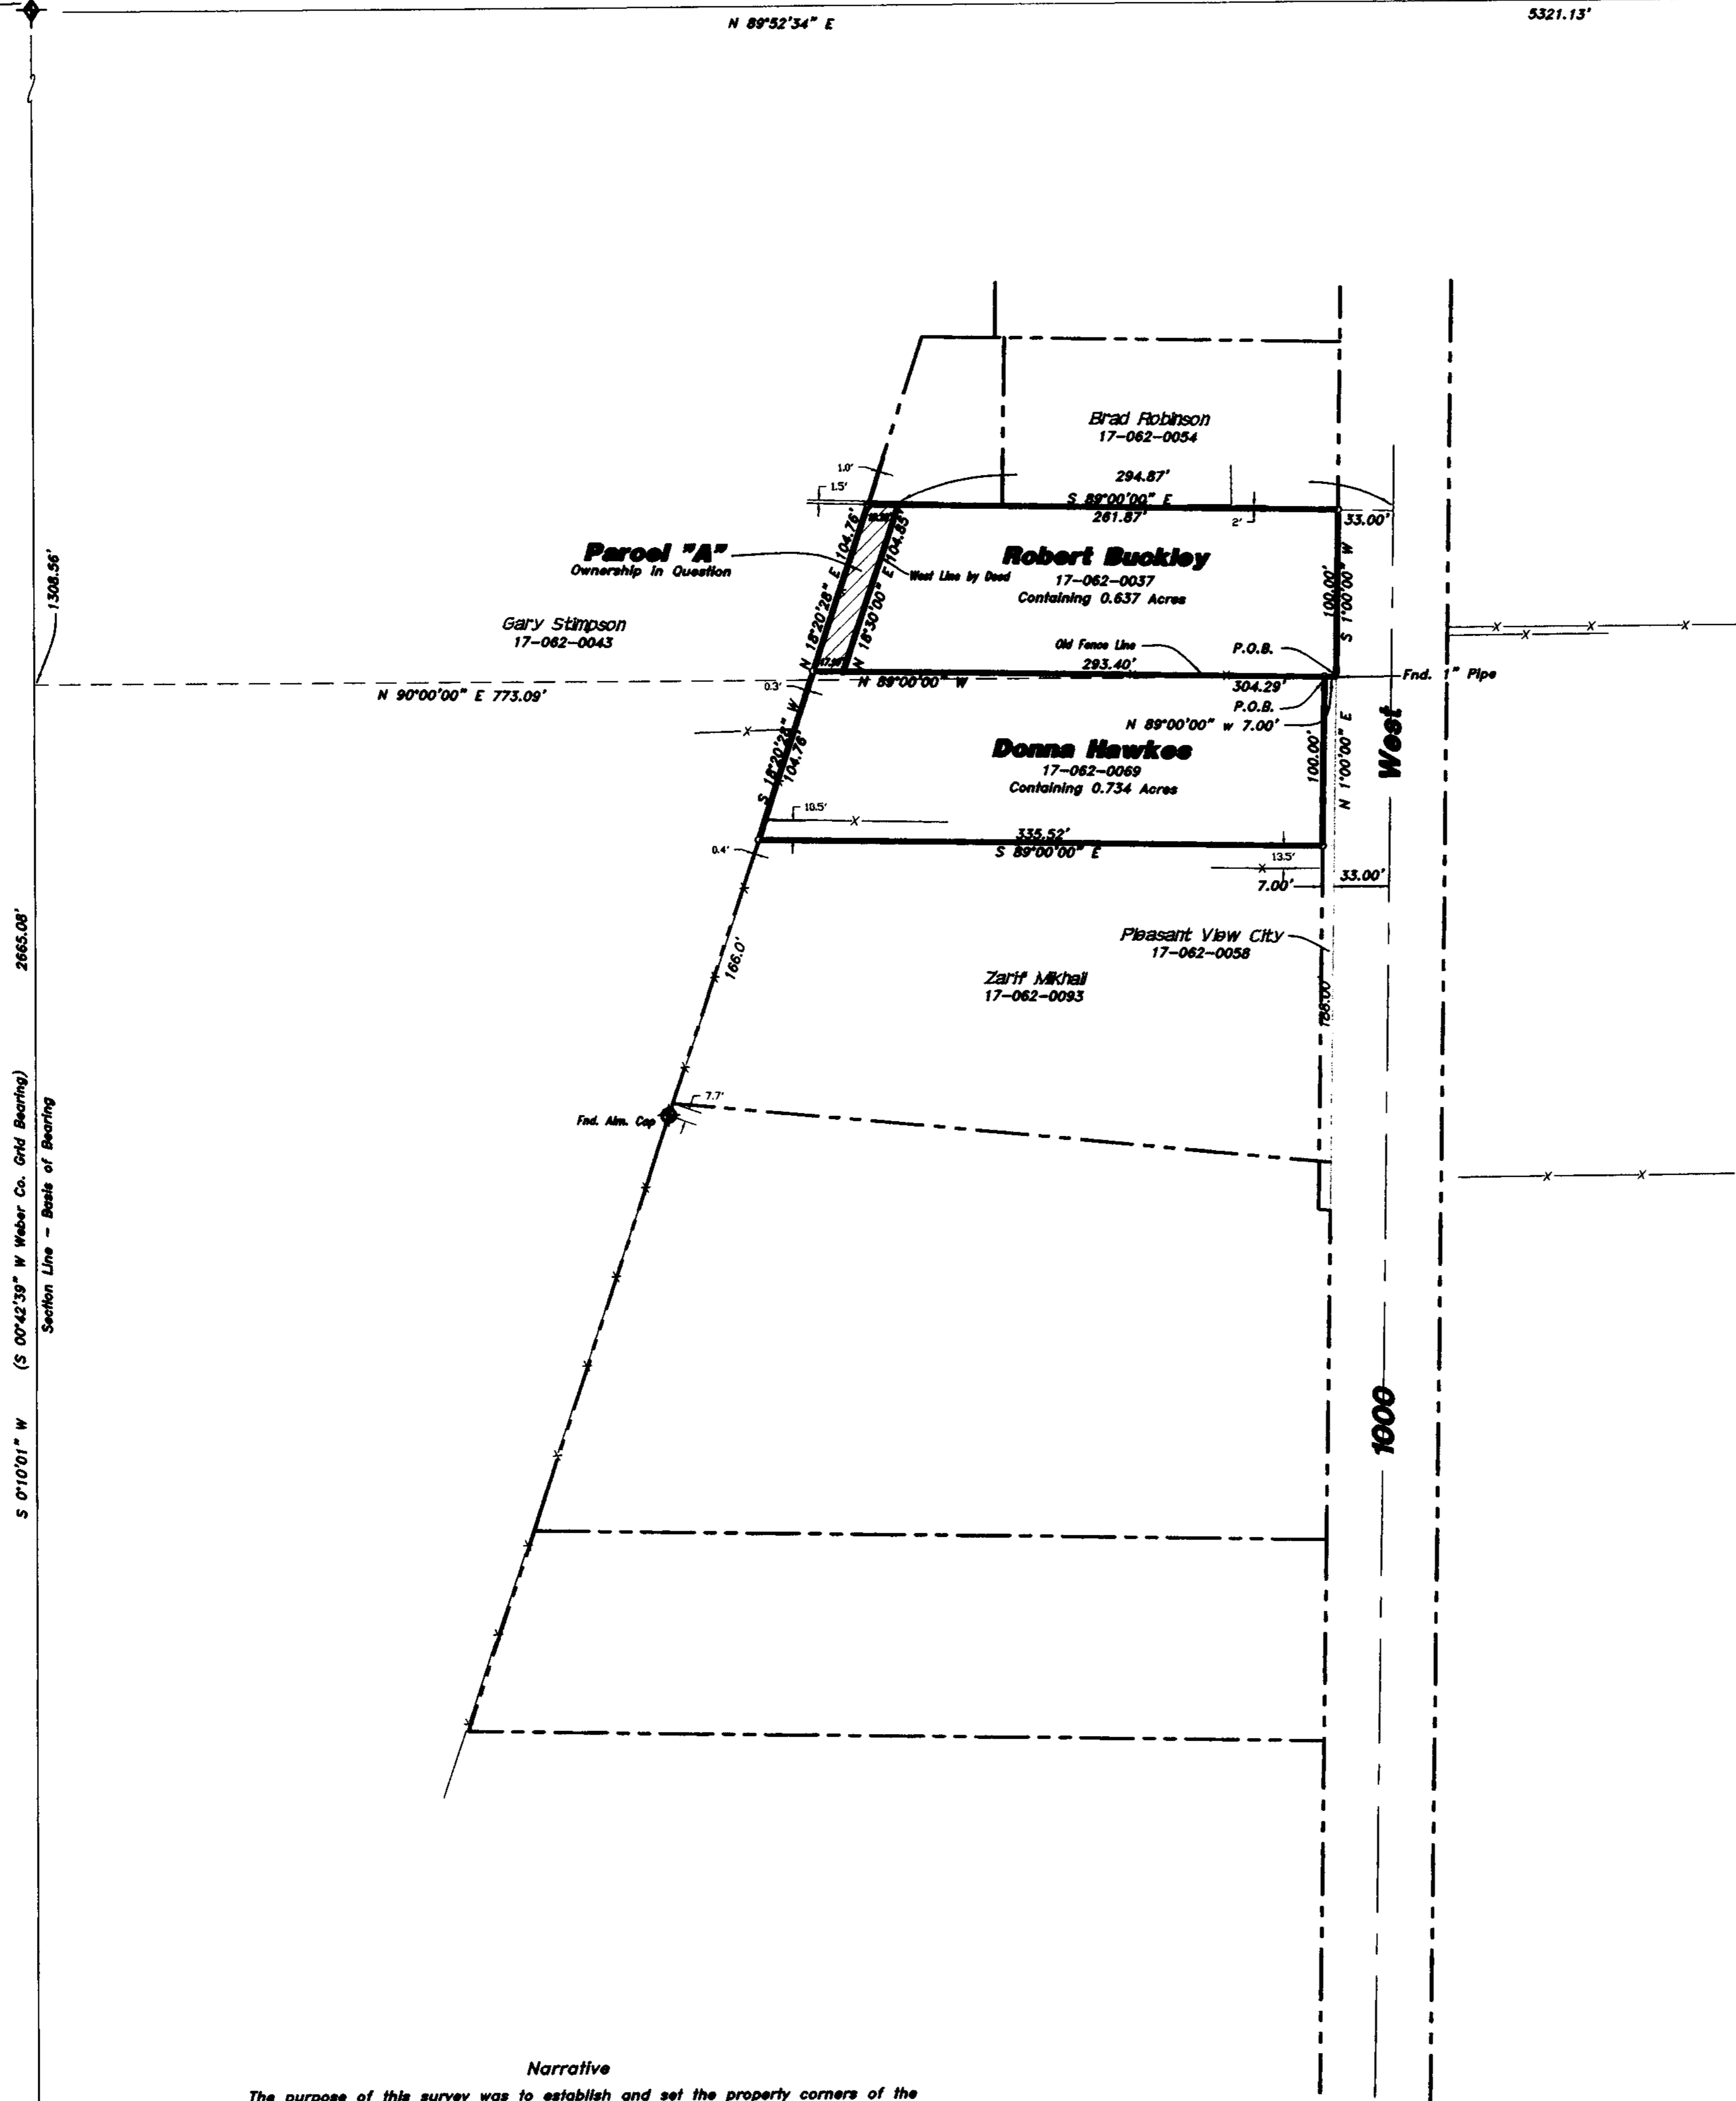 N 89°52'34" E
5321.13'
1308.56'
2665.08'
S 0°10'01" W (S 00°42'39" W Weber Co. Grid Bearing)
Section Line - Basis of Bearing
Brad Robinson
17-062-0054
1.0'
1.5'
294.87'
S 89°00'00" E
261.87'
2'
33.00'
Parcel "A"
Ownership in Question
N 18°20'28" E 104.76'
N 18°30'00" E 104.85'
West Line by Deed
Robert Buckley
17-062-0037
Containing 0.637 Acres
100.00'
S 1°00'00" W
Gary Stimpson
17-062-0043
Old Fence Line
293.40'
P.O.B.
Fnd. 1" Pipe
N 90°00'00" E 773.09'
0.3'
N 89°00'00" W
304.29'
P.O.B.
N 89°00'00" w 7.00'
S 18°20'28" W
104.76'
Donna Hawkes
17-062-0069
Containing 0.734 Acres
100.00'
N 1°00'00" E
West
10.5'
335.52'
S 89°00'00" E
0.4'
13.5'
7.00'
33.00'
Pleasant View City
17-062-0058
166.0'
Zarif Mikhail
17-062-0093
7.7'
Fnd. Alm. Cap
1000
Narrative
The purpose of this survey was to establish and set the property corners of the